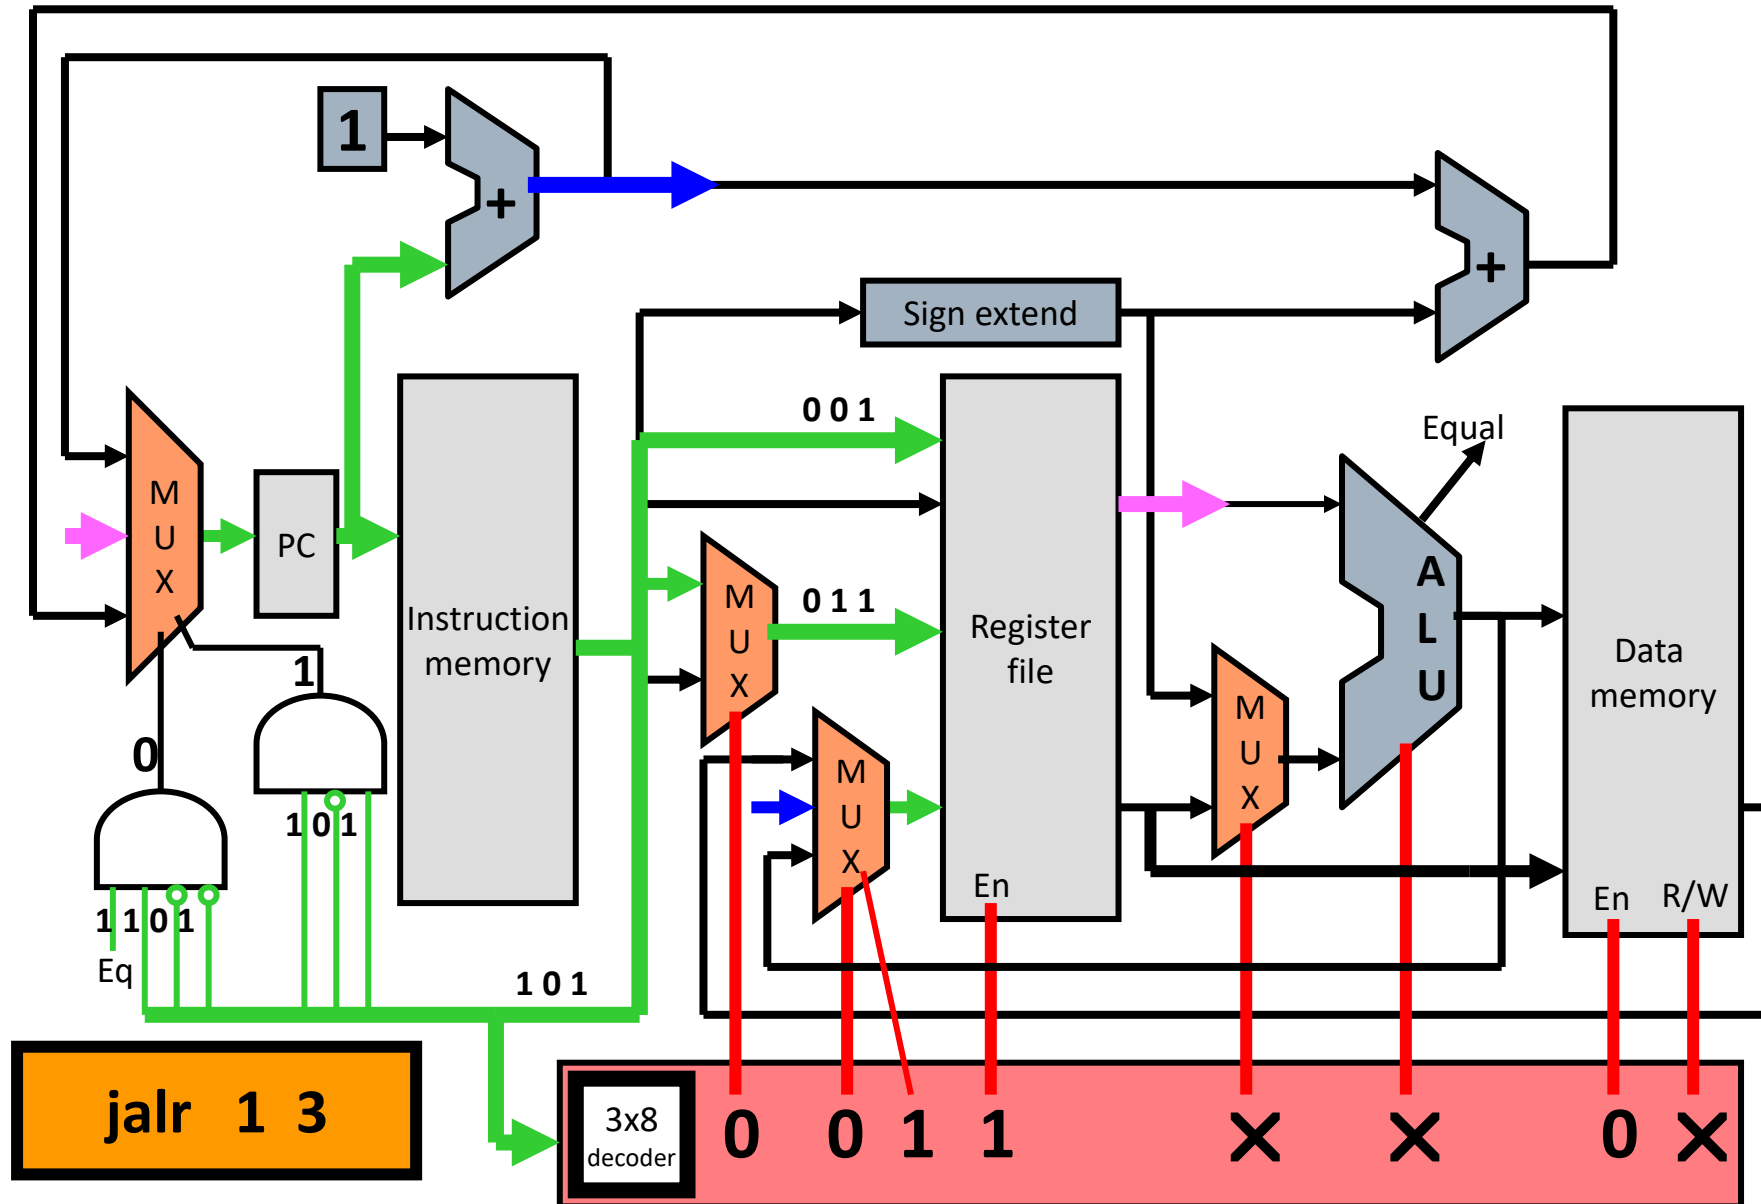 1
+
+
Sign extend
0 0 1
Equal
M
U
X
PC
Instruction
memory
M
U
X
0 1 1
Register
file
En
A
L
U
Data
memory
En R/W
M
U
X
M
U
X
1
0
1 0 1
1 1 0 1
Eq
1 0 1
jalr 1 3
3x8
decoder
0 0 1 1 X X 0 X